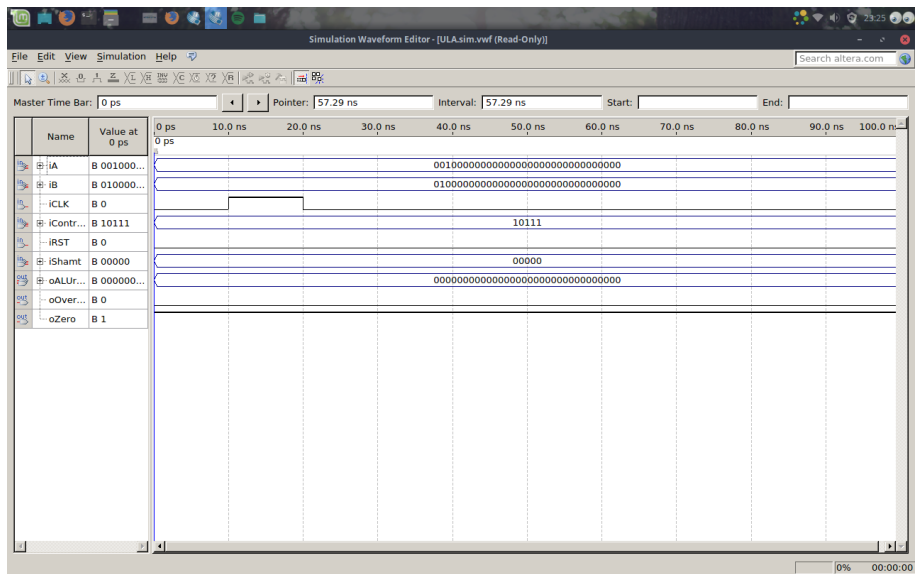 23:25
Simulation Waveform Editor - [ULA.sim.vwf (Read-Only)]
File Edit View Simulation Help
Search altera.com
Master Time Bar: 0 ps Pointer: 57.29 ns Interval: 57.29 ns Start: End:
Name Value at 0 ps
0 ps 10.0 ns 20.0 ns 30.0 ns 40.0 ns 50.0 ns 60.0 ns 70.0 ns 80.0 ns 90.0 ns 100.0 ns
0 ps
iA B 001000... 00100000000000000000000000000000
iB B 010000... 01000000000000000000000000000000
iCLK B 0
iContr... B 10111 10111
iRST B 0
iShamt B 00000 00000
oALUr... B 000000... 00000000000000000000000000000000
oOver... B 0
oZero B 1
0% 00:00:00